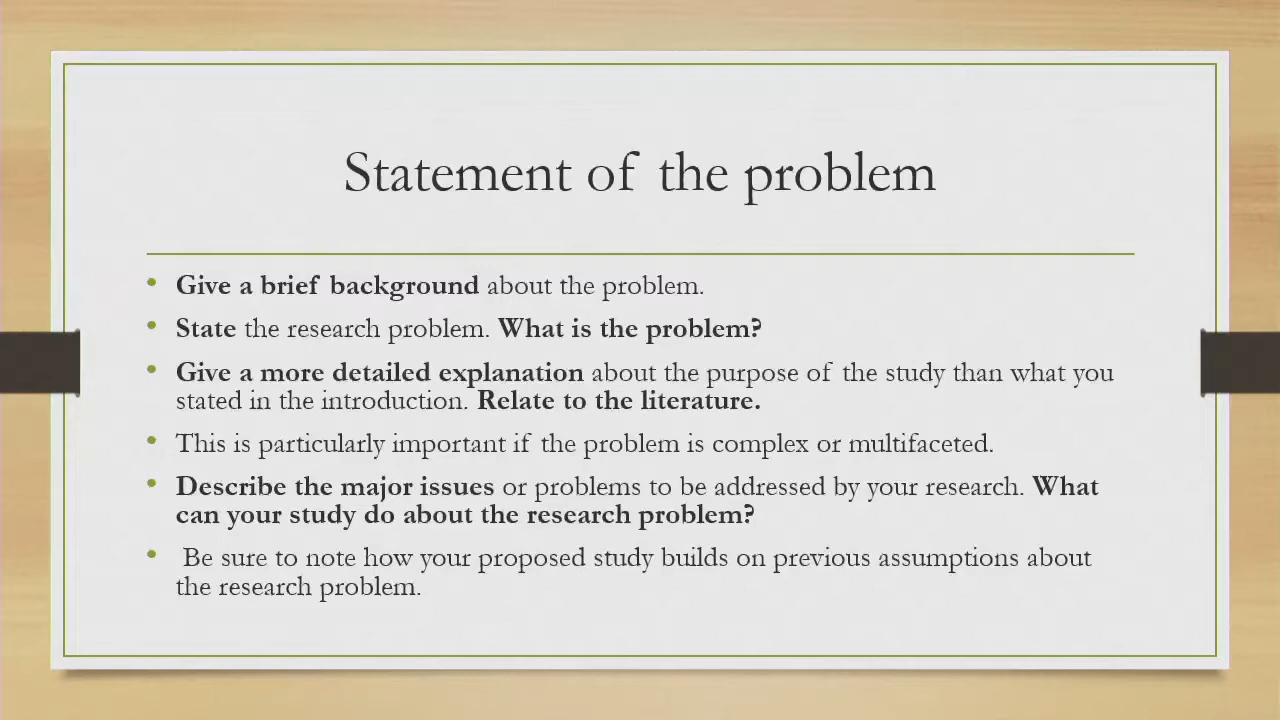 Statement of the problem
• Give a brief background about the problem.
• State the research problem. What is the problem?
• Give a more detailed explanation about the purpose of the study than what you
stated in the introduction. Relate to the literature.
• This is particularly important if the problem is complex or multifaceted.
• Describe the major issues or problems to be addressed by your research. What
can your study do about the research problem?
• Be sure to note how your proposed study builds on previous assumptions about
the research problem.